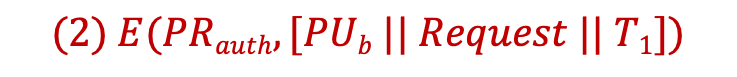 (2) E(PR_auth, [PU_b || Request || T_1])